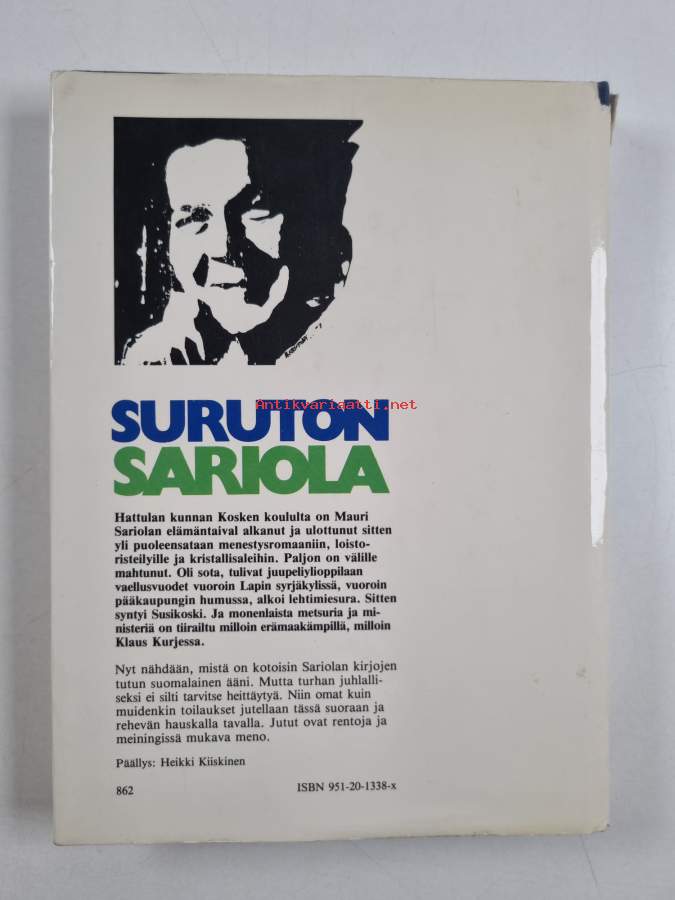 SURUTON
Antikvariaatti.net
SARIOLA
Hattulan kunnan Kosken koululta on Mauri
Sariolan elämäntaival alkanut ja ulottunut sitten
yli puoleensataan menestysromaaniin, loisto-
risteilyille ja kristallisaleihin. Paljon on välille
mahtunut. Oli sota, tulivat juupeliylioppilaan
vaellusvuodet vuoroin Lapin syrjäkylissä, vuoroin
pääkaupungin humussa, alkoi lehtimiesura. Sitten
syntyi Susikoski. Ja monenlaista metsuria ja mi-
nisteriä on tiirailtu milloin erämaakämpillä, milloin
Klaus Kurjessa.
Nyt nähdään, mistä on kotoisin Sariolan kirjojen
tutun suomalainen ääni. Mutta turhan juhlalli-
seksi ei silti tarvitse heittäytyä. Niin omat kuin
muidenkin toilaukset jutellaan tässä suoraan ja
rehevän hauskalla tavalla. Jutut ovat rentoja ja
meiningissä mukava meno.
Päällys: Heikki Kiiskinen
862
ISBN 951-20-1338-x